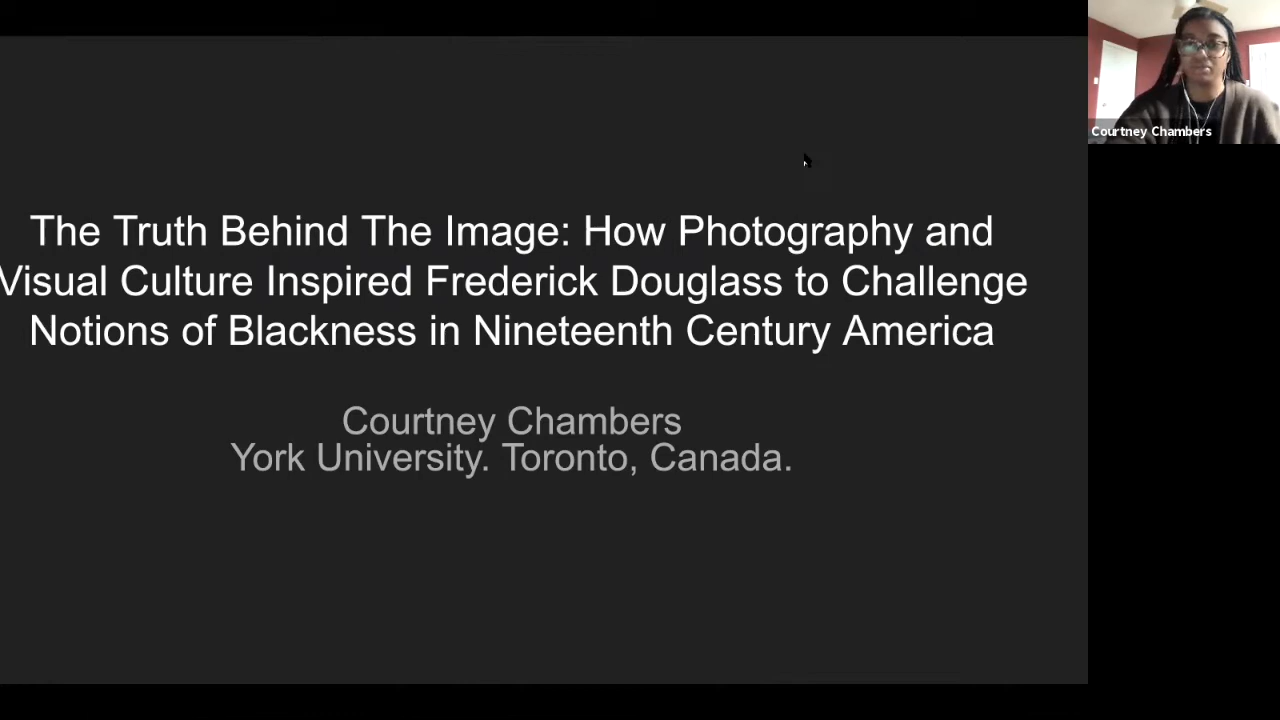 The Truth Behind The Image: How Photography and
Visual Culture Inspired Frederick Douglass to Challenge
Notions of Blackness in Nineteenth Century America
Courtney Chambers
York University. Toronto, Canada.
Courtney Chambers